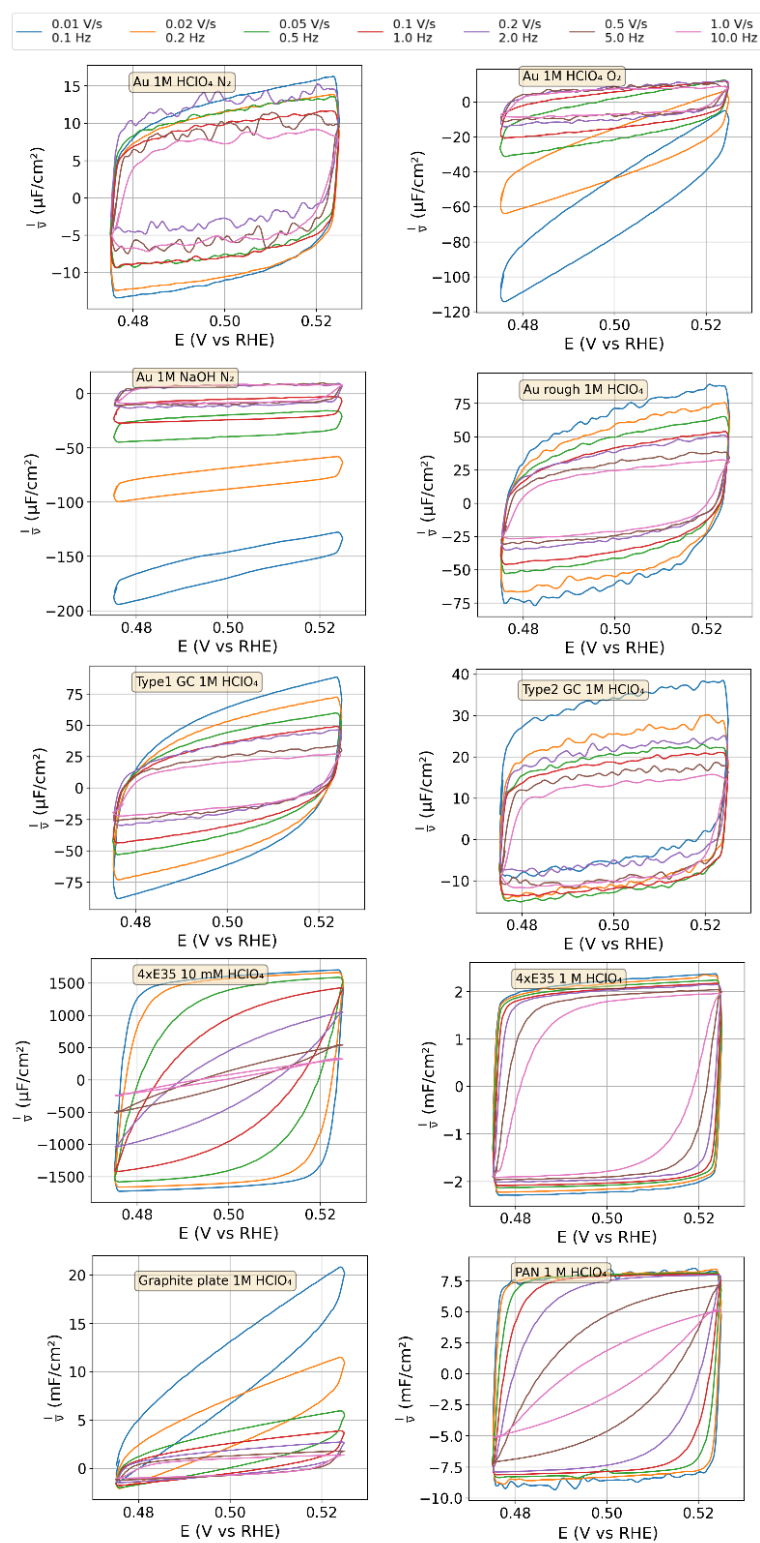 0.01 V/s 0.02 V/s 0.05 V/s 0.1 V/s 0.2 V/s 0.5 V/s 1.0 V/s
0.1 Hz 0.2 Hz 0.5 Hz 1.0 Hz 2.0 Hz 5.0 Hz 10.0 Hz
Au 1M HClO₄ N₂
I/υ (μF/cm²)
15
10
5
0
−5
−10
0.48 0.50 0.52
E (V vs RHE)
Au 1M HClO₄ O₂
I/υ (μF/cm²)
0
−20
−40
−60
−80
−100
−120
0.48 0.50 0.52
E (V vs RHE)
Au 1M NaOH N₂
I/υ (μF/cm²)
0
−50
−100
−150
−200
0.48 0.50 0.52
E (V vs RHE)
Au rough 1M HClO₄
I/υ (μF/cm²)
75
50
25
0
−25
−50
−75
0.48 0.50 0.52
E (V vs RHE)
Type1 GC 1M HClO₄
I/υ (μF/cm²)
75
50
25
0
−25
−50
−75
0.48 0.50 0.52
E (V vs RHE)
Type2 GC 1M HClO₄
I/υ (μF/cm²)
40
30
20
10
0
−10
0.48 0.50 0.52
E (V vs RHE)
4xE35 10 mM HClO₄
I/υ (μF/cm²)
1500
1000
500
0
−500
−1000
−1500
0.48 0.50 0.52
E (V vs RHE)
4xE35 1 M HClO₄
I/υ (mF/cm²)
2
1
0
−1
−2
0.48 0.50 0.52
E (V vs RHE)
Graphite plate 1M HClO₄
I/υ (mF/cm²)
20
15
10
5
0
0.48 0.50 0.52
E (V vs RHE)
PAN 1 M HClO₄
I/υ (mF/cm²)
7.5
5.0
2.5
0.0
−2.5
−5.0
−7.5
−10.0
0.48 0.50 0.52
E (V vs RHE)